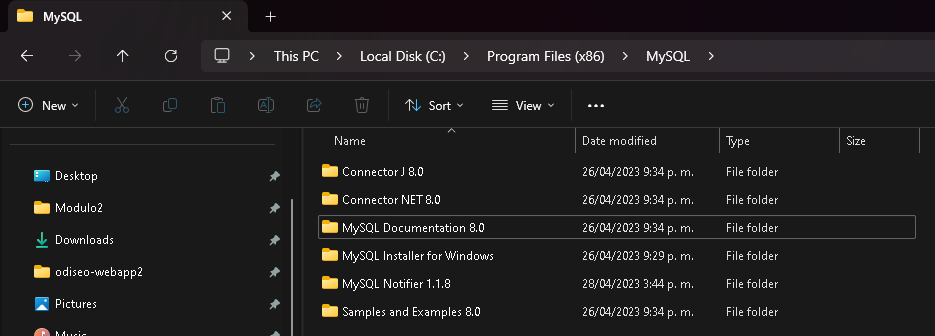 MySQL
This PC Local Disk (C:) Program Files (x86) MySQL
New Sort View
Name Date modified Type Size
Desktop
Modulo2
Downloads
odiseo-webapp2
Pictures
Music
Connector J 8.0 26/04/2023 9:34 p. m. File folder
Connector NET 8.0 26/04/2023 9:34 p. m. File folder
MySQL Documentation 8.0 26/04/2023 9:34 p. m. File folder
MySQL Installer for Windows 26/04/2023 9:29 p. m. File folder
MySQL Notifier 1.1.8 28/04/2023 3:44 p. m. File folder
Samples and Examples 8.0 26/04/2023 9:34 p. m. File folder